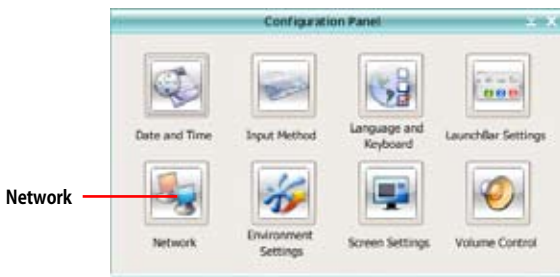 Configuration Panel
Date and Time
Input Method
Language and
Keyboard
LaunchBar Settings
Network
Network
Environment
Settings
Screen Settings
Volume Control